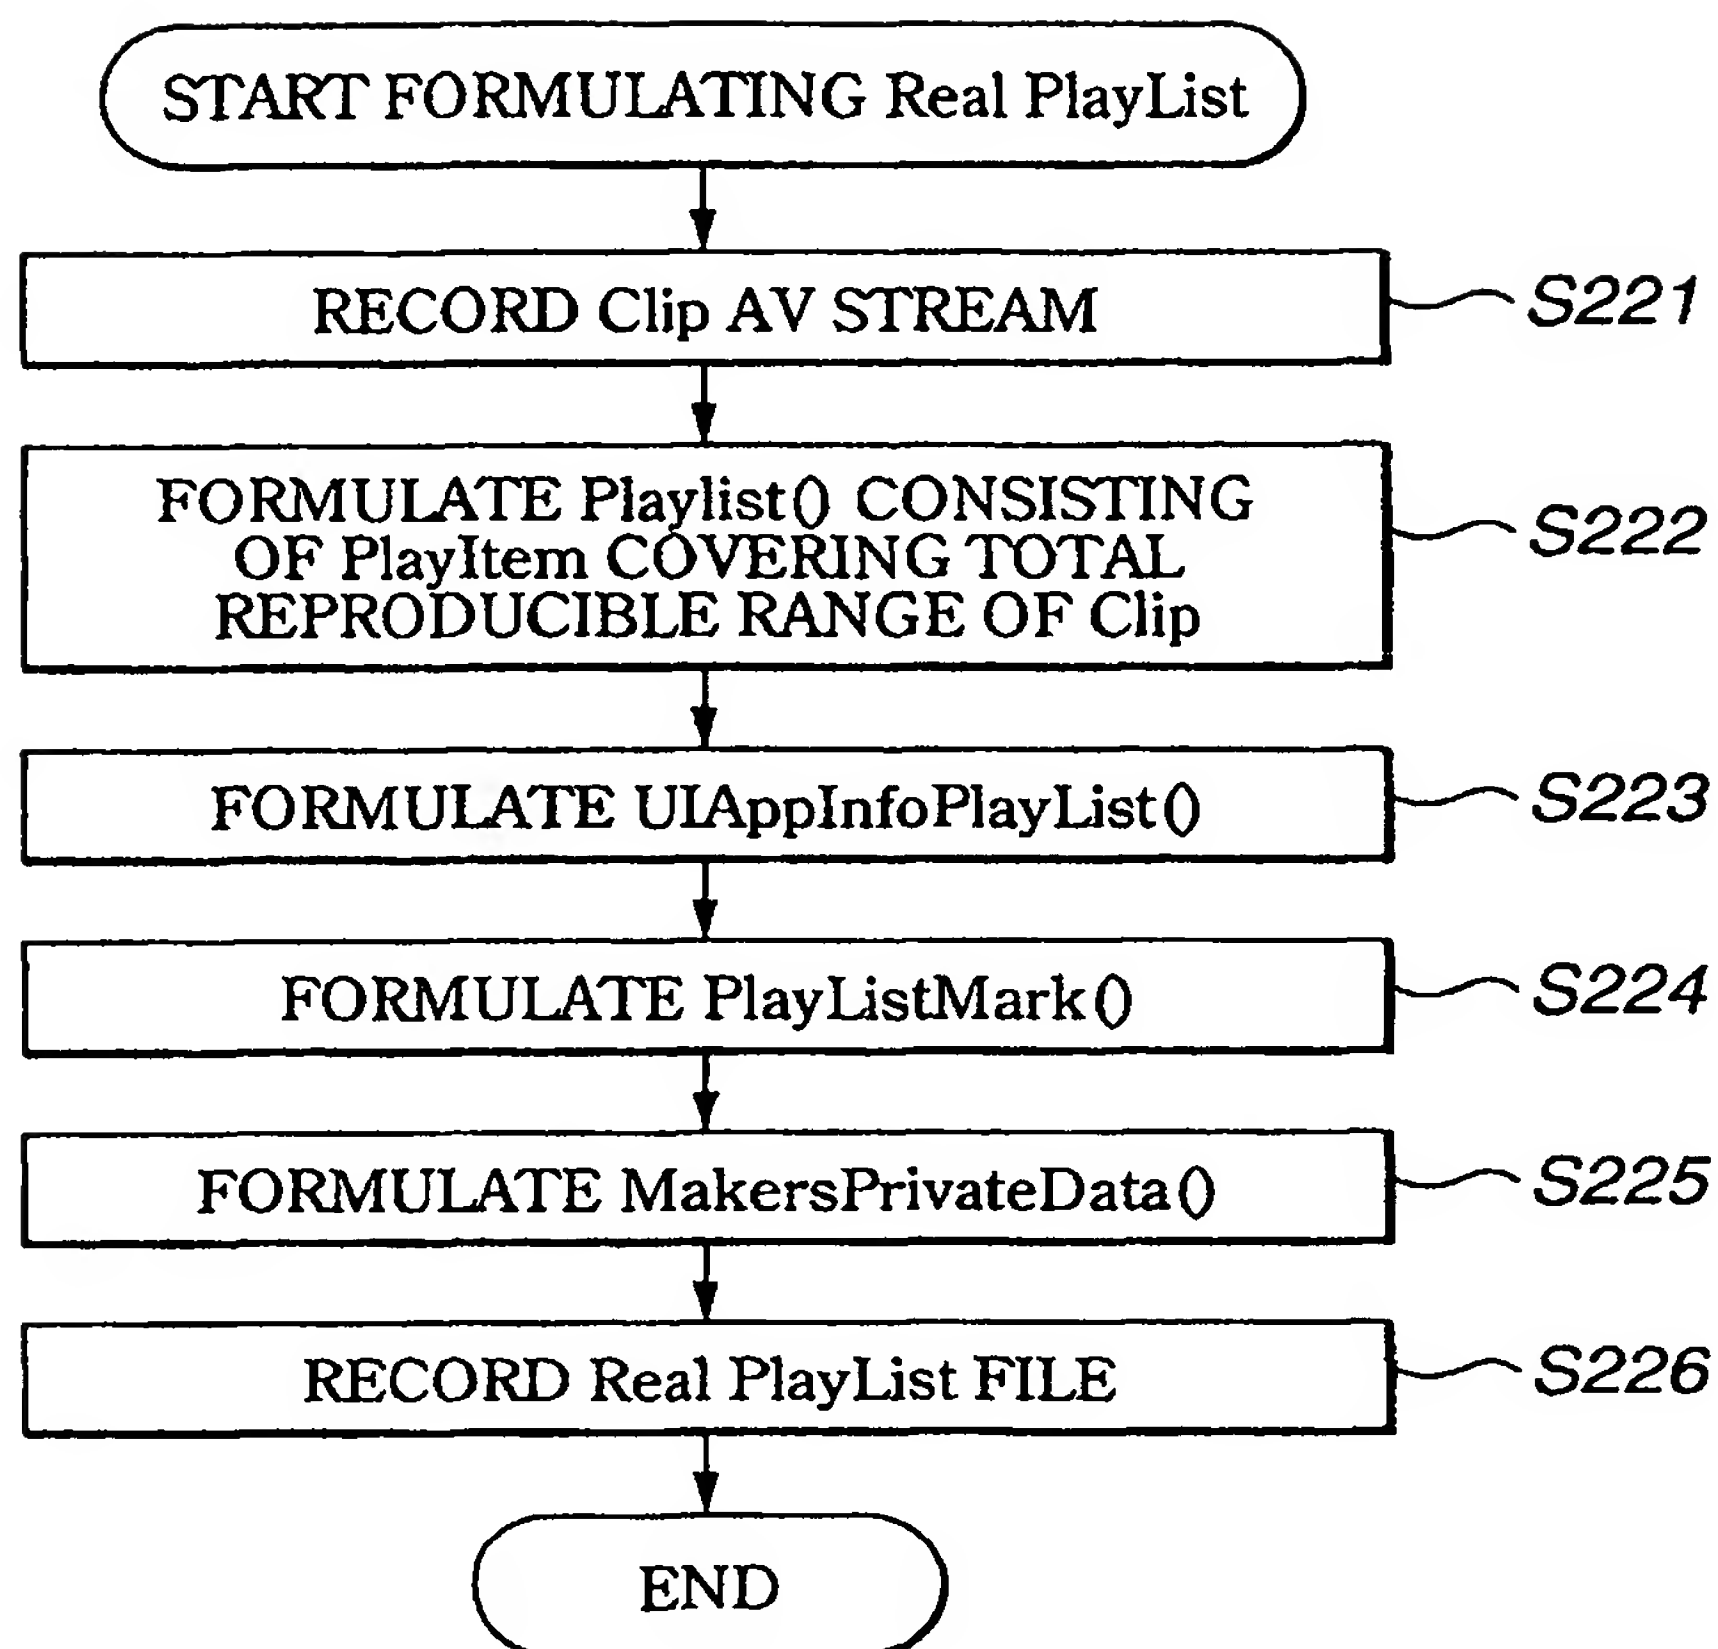 START FORMULATING Real PlayList
RECORD Clip AV STREAM
S221
FORMULATE Playlist() CONSISTING
OF PlayItem COVERING TOTAL
REPRODUCIBLE RANGE OF Clip
S222
FORMULATE UIAppInfoPlayList()
S223
FORMULATE PlayListMark()
S224
FORMULATE MakersPrivateData()
S225
RECORD Real PlayList FILE
S226
END